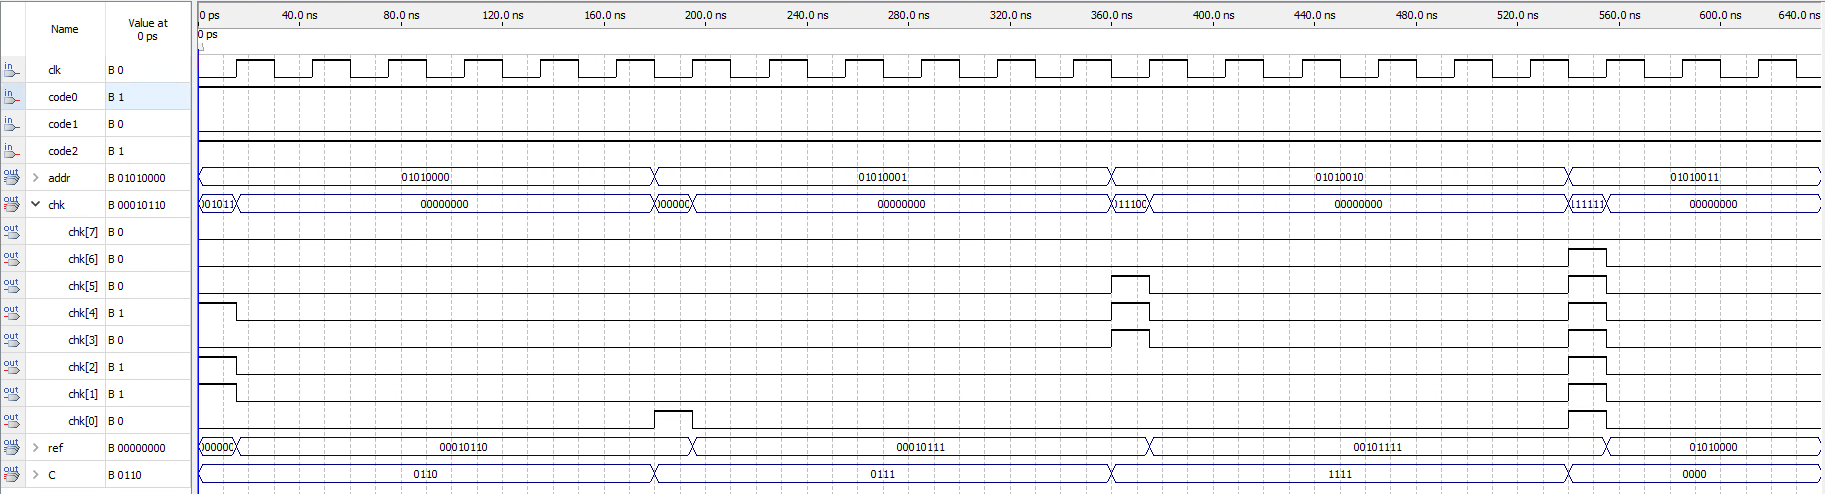 Name
Value at
0 ps
0 ps 40.0 ns 80.0 ns 120.0 ns 160.0 ns 200.0 ns 240.0 ns 280.0 ns 320.0 ns 360.0 ns 400.0 ns 440.0 ns 480.0 ns 520.0 ns 560.0 ns 600.0 ns 640.0 ns
0 ps
in clk B 0
in code0 B 1
in code1 B 0
in code2 B 1
out addr B 01010000 01010000 01010001 01010010 01010011
out chk B 00010110 00000000 00000000 00000000 00000000
out chk[7] B 0
out chk[6] B 0
out chk[5] B 0
out chk[4] B 1
out chk[3] B 0
out chk[2] B 1
out chk[1] B 1
out chk[0] B 0
out ref B 00000000 00010110 00010111 00101111 01010000
out C B 0110 0110 0111 1111 0000